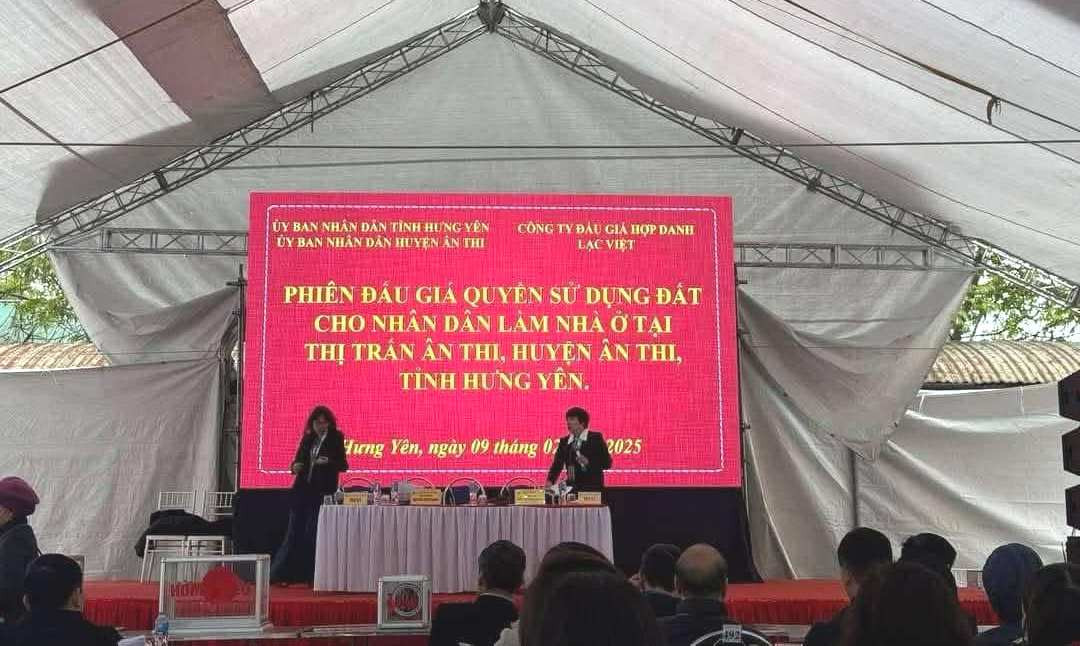 ỦY BAN NHÂN DÂN TỈNH HƯNG YÊN
ỦY BAN NHÂN DÂN HUYỆN ÂN THI
CÔNG TY ĐẤU GIÁ HỢP DANH
LẠC VIỆT
PHIÊN ĐẤU GIÁ QUYỀN SỬ DỤNG ĐẤT
CHO NHÂN DÂN LÀM NHÀ Ở TẠI
THỊ TRẤN ÂN THI, HUYỆN ÂN THI,
TỈNH HƯNG YÊN.
Hưng Yên, ngày 09 tháng 02 2025
492